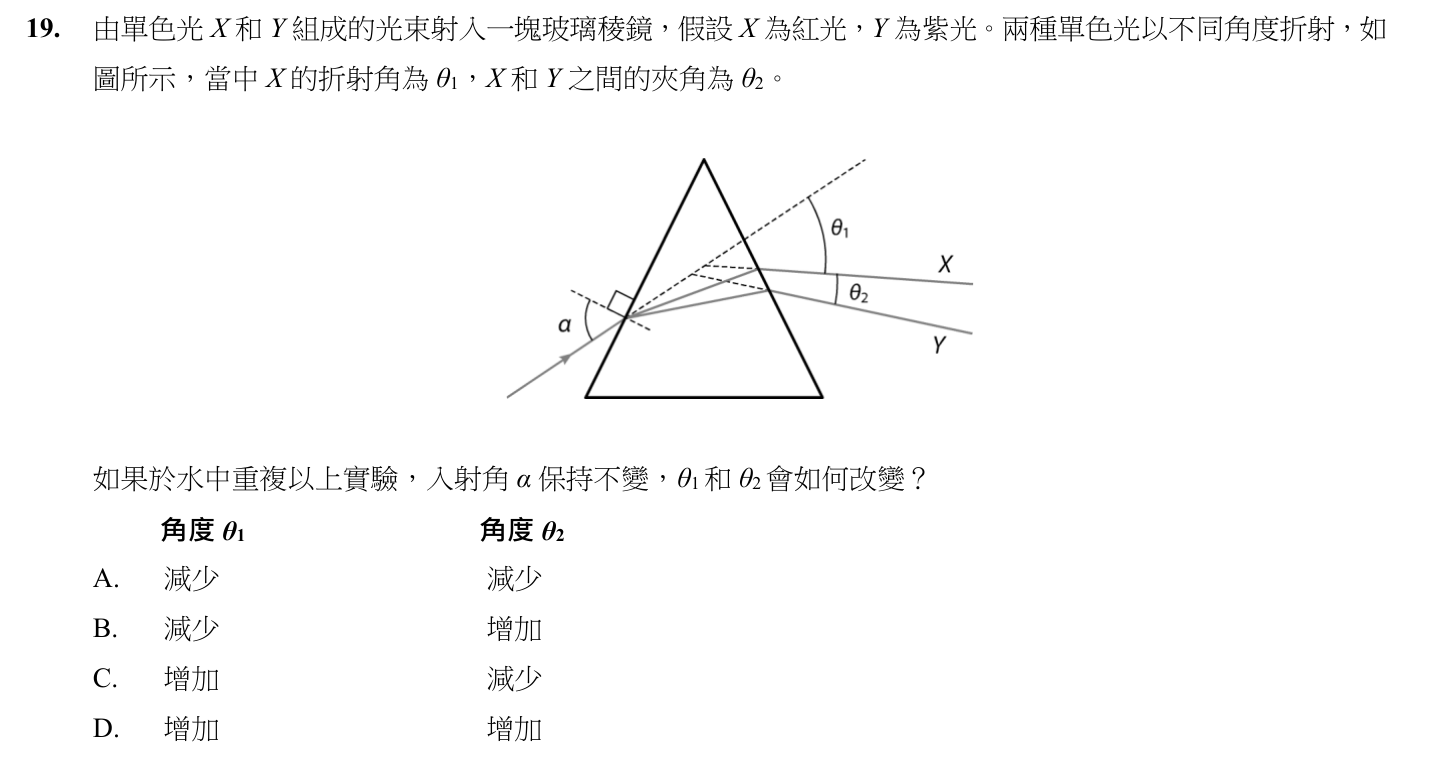 19. 由單色光 X 和 Y 組成的光束射入一塊玻璃稜鏡，假設 X 為紅光，Y 為紫光。兩種單色光以不同角度折射，如
圖所示，當中 X 的折射角為 θ1，X 和 Y 之間的夾角為 θ2。
θ1
X
θ2
α
Y
如果於水中重複以上實驗，入射角 α 保持不變，θ1 和 θ2 會如何改變？
角度 θ1 角度 θ2
A. 減少 減少
B. 減少 增加
C. 增加 減少
D. 增加 增加